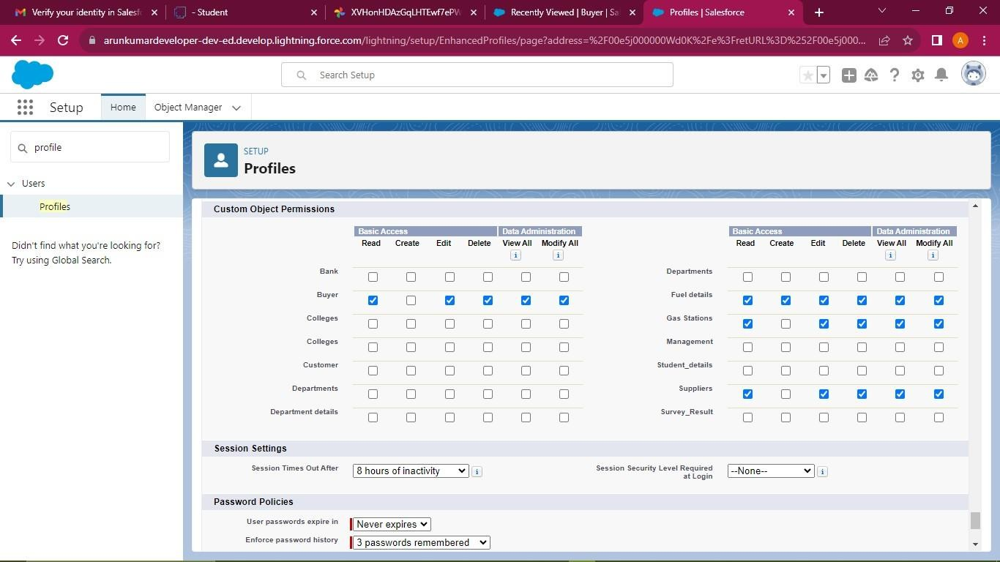 Verify your identity in Salesf
- Student
XVHonHDAzGqLHTEwf7ePW
Recently Viewed | Buyer | Sa
Profiles | Salesforce
arunkumardeveloper-dev-ed.develop.lightning.force.com/lightning/setup/EnhancedProfiles/page?address=%2F00e5j000000Wd0K%2Fe%3FretURL%3D%252F00e5j000...
A
Search Setup
Setup
Home
Object Manager
profile
Users
Profiles
Didn't find what you're looking for?
Try using Global Search.
SETUP
Profiles
Custom Object Permissions
Basic Access Data Administration
Read Create Edit Delete View All Modify All
Bank
Buyer
Colleges
Colleges
Customer
Departments
Department details
Basic Access Data Administration
Read Create Edit Delete View All Modify All
Departments
Fuel details
Gas Stations
Management
Student_details
Suppliers
Survey_Result
Session Settings
Session Times Out After 8 hours of inactivity
Session Security Level Required
at Login
--None--
Password Policies
User passwords expire in Never expires
Enforce password history 3 passwords remembered